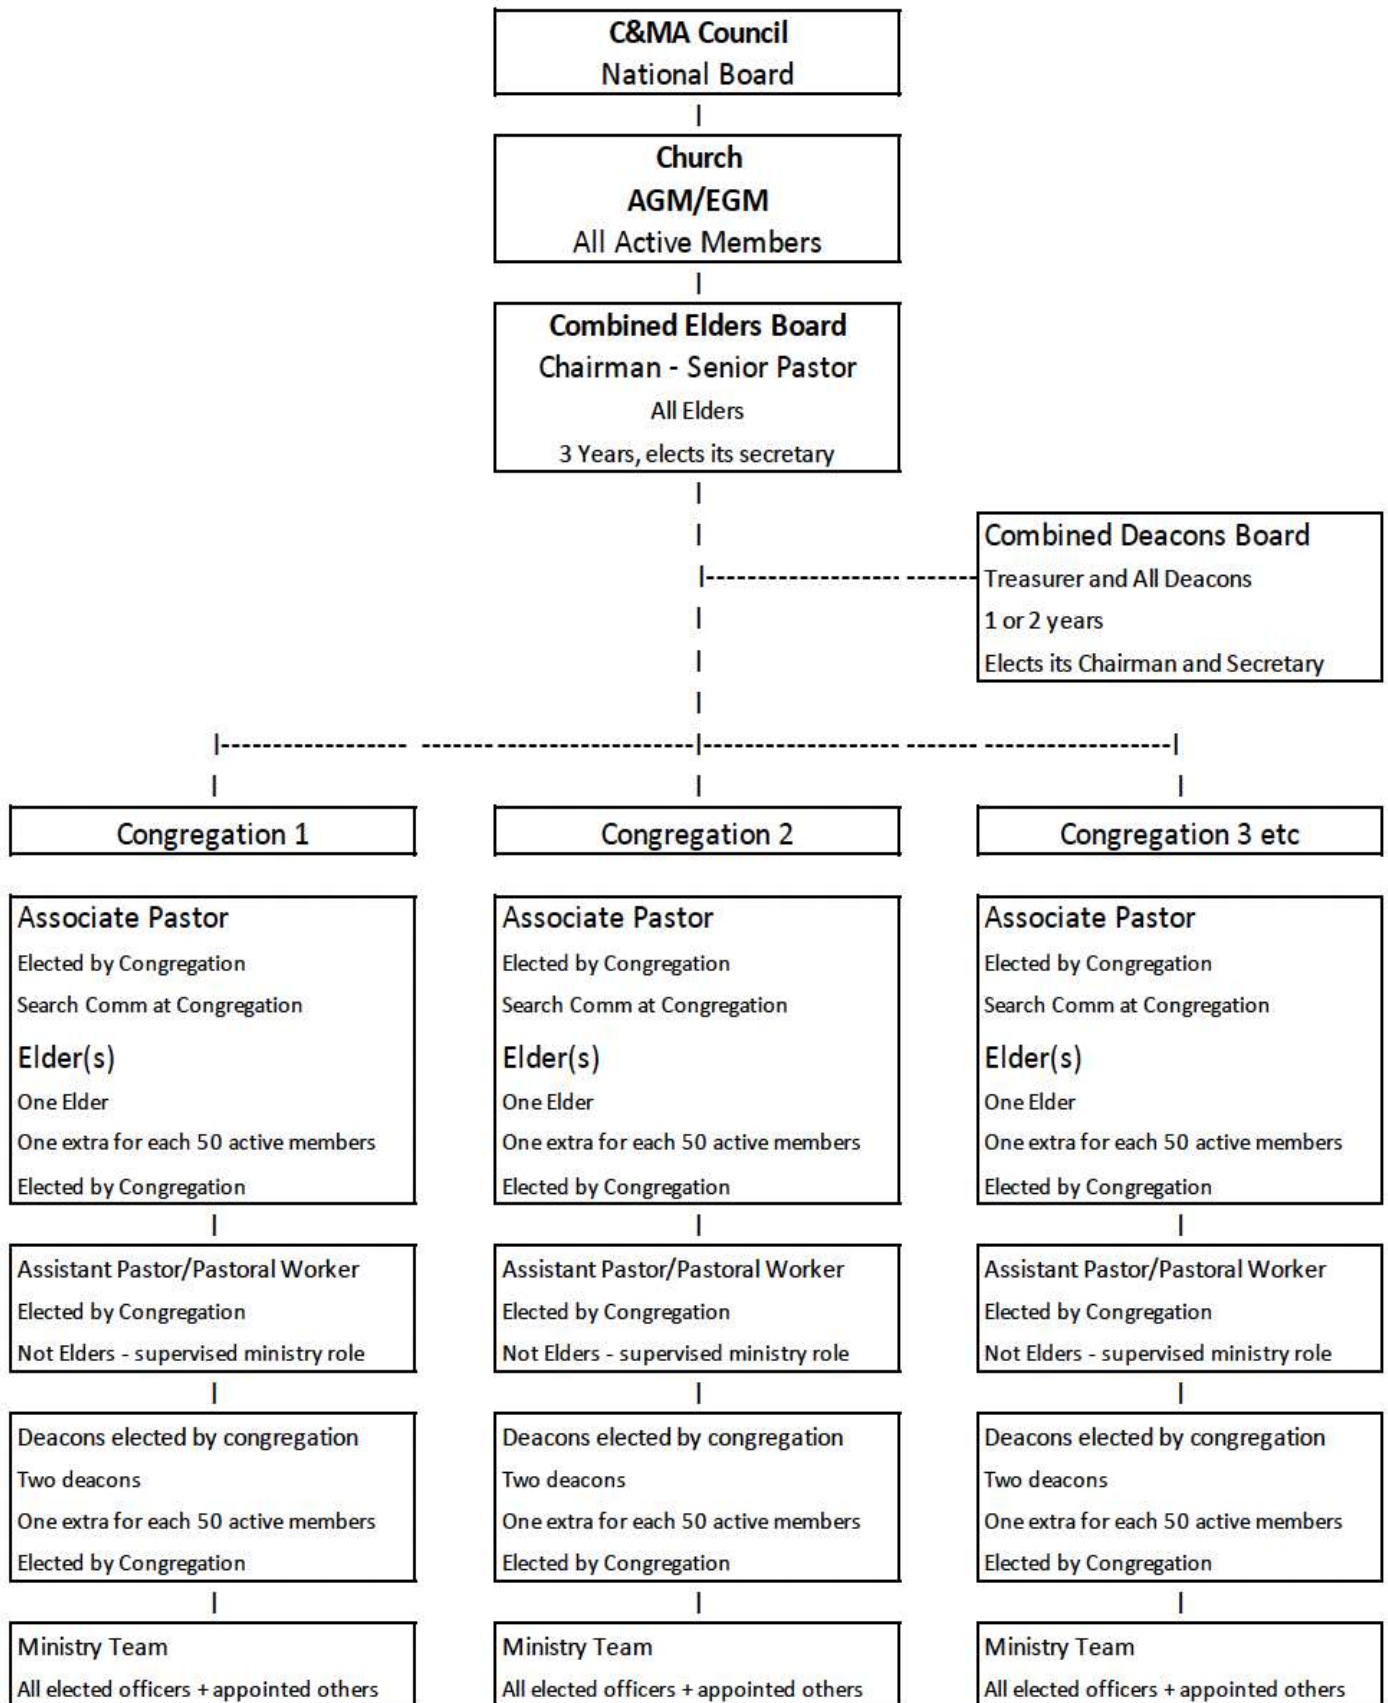 C&MA Council
National Board
Church
AGM/EGM
All Active Members
Combined Elders Board
Chairman - Senior Pastor
All Elders
3 Years, elects its secretary
Combined Deacons Board
Treasurer and All Deacons
1 or 2 years
Elects its Chairman and Secretary
Congregation 1
Associate Pastor
Elected by Congregation
Search Comm at Congregation
Elder(s)
One Elder
One extra for each 50 active members
Elected by Congregation
Assistant Pastor/Pastoral Worker
Elected by Congregation
Not Elders - supervised ministry role
Deacons elected by congregation
Two deacons
One extra for each 50 active members
Elected by Congregation
Ministry Team
All elected officers + appointed others
Congregation 2
Associate Pastor
Elected by Congregation
Search Comm at Congregation
Elder(s)
One Elder
One extra for each 50 active members
Elected by Congregation
Assistant Pastor/Pastoral Worker
Elected by Congregation
Not Elders - supervised ministry role
Deacons elected by congregation
Two deacons
One extra for each 50 active members
Elected by Congregation
Ministry Team
All elected officers + appointed others
Congregation 3 etc
Associate Pastor
Elected by Congregation
Search Comm at Congregation
Elder(s)
One Elder
One extra for each 50 active members
Elected by Congregation
Assistant Pastor/Pastoral Worker
Elected by Congregation
Not Elders - supervised ministry role
Deacons elected by congregation
Two deacons
One extra for each 50 active members
Elected by Congregation
Ministry Team
All elected officers + appointed others